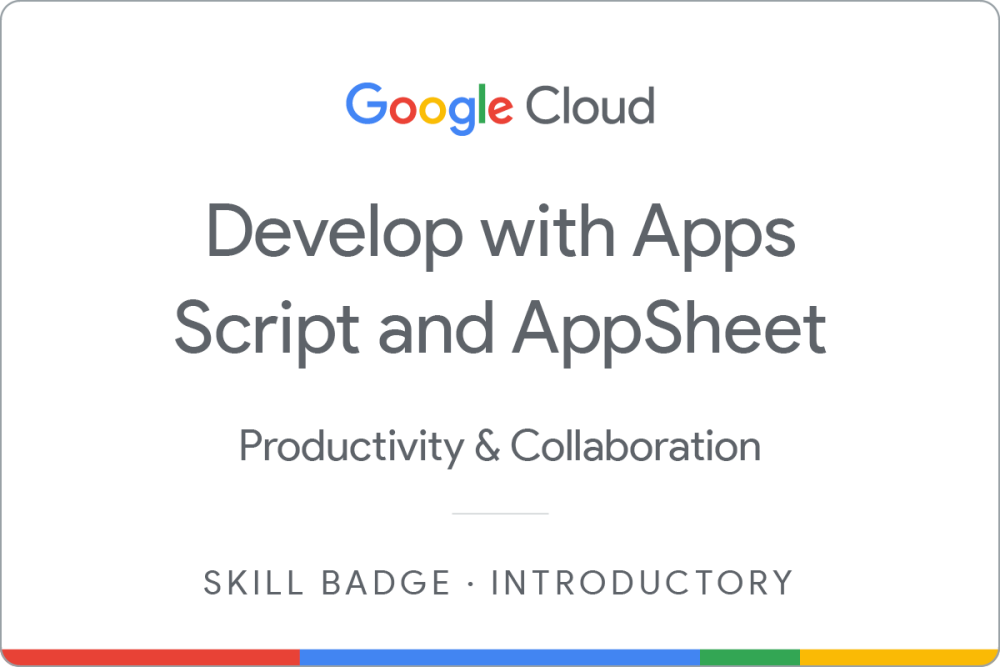 Google Cloud
Develop with Apps
Script and AppSheet
Productivity & Collaboration
SKILL BADGE · INTRODUCTORY